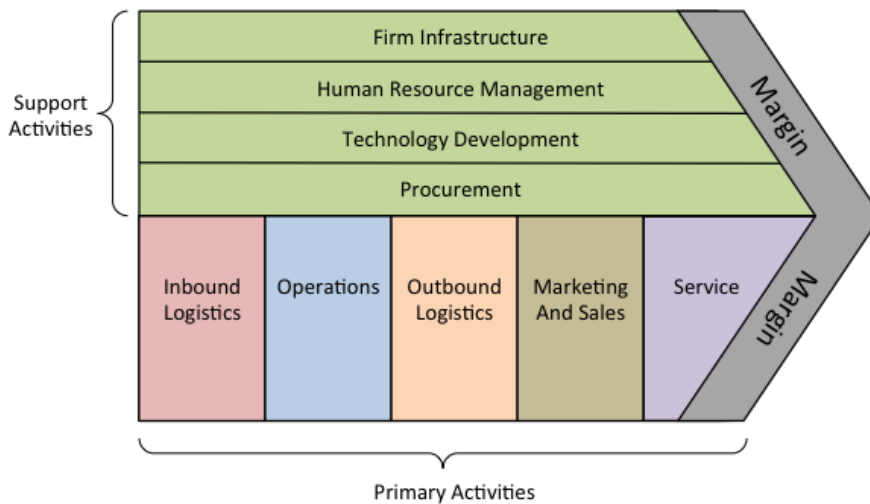 Firm Infrastructure
Human Resource Management
Technology Development
Procurement
Support
Activities
Margin
Inbound
Logistics
Operations
Outbound
Logistics
Marketing
And Sales
Service
Margin
Primary Activities